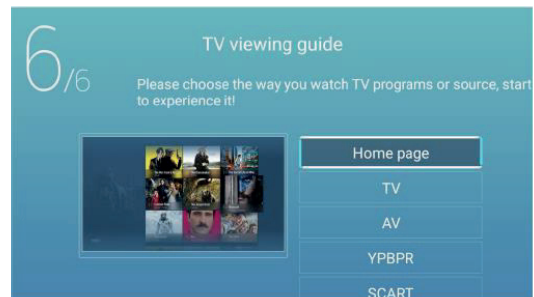 6/6
TV viewing guide
Please choose the way you watch TV programs or source, start
to experience it!
Home page
TV
AV
YPBPR
SCART